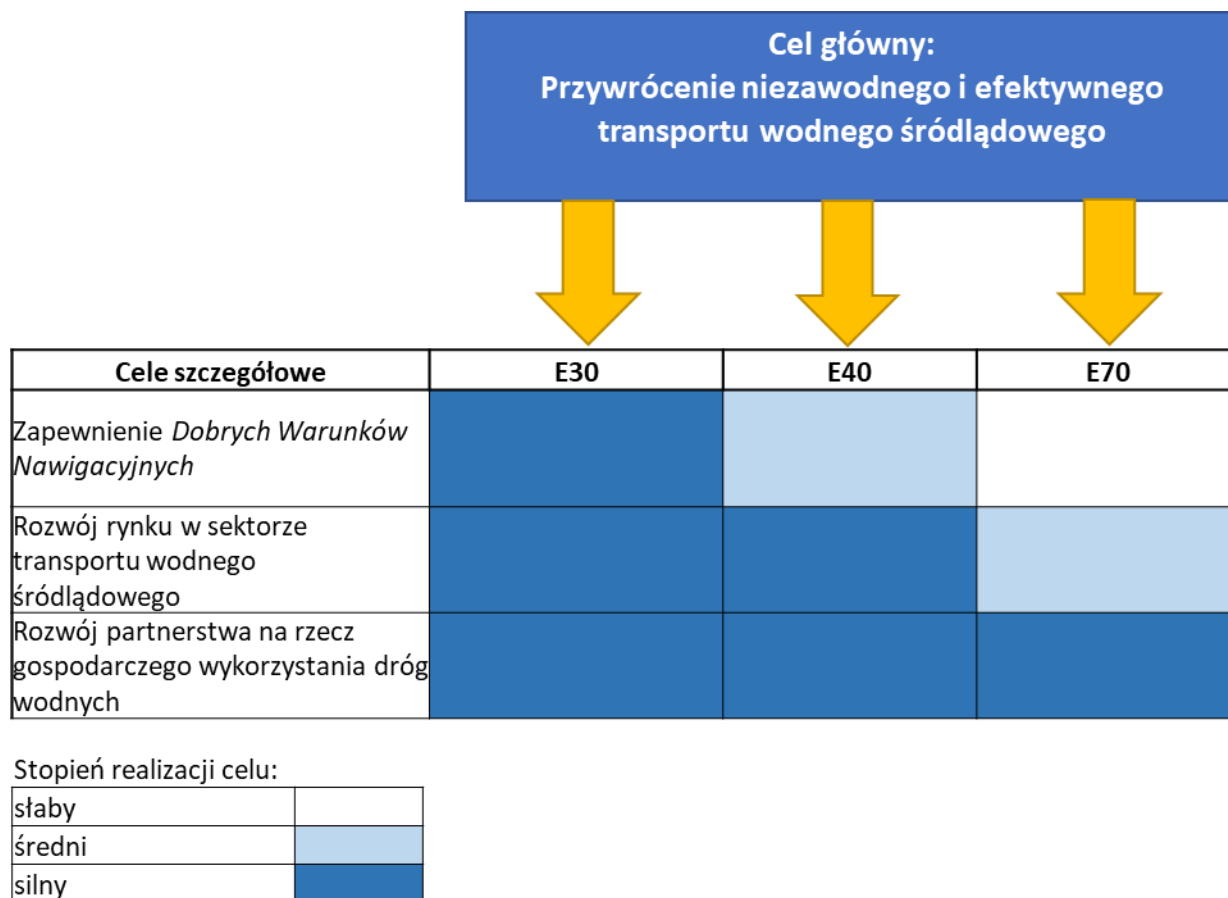 Cel główny:
Przywrócenie niezawodnego i efektywnego
transportu wodnego śródlądowego
Cele szczegółowe
E30
E40
E70
Zapewnienie Dobrych Warunków
Nawigacyjnych
Rozwój rynku w sektorze
transportu wodnego
śródlądowego
Rozwój partnerstwa na rzecz
gospodarczego wykorzystania dróg
wodnych
Stopień realizacji celu:
słaby
średni
silny